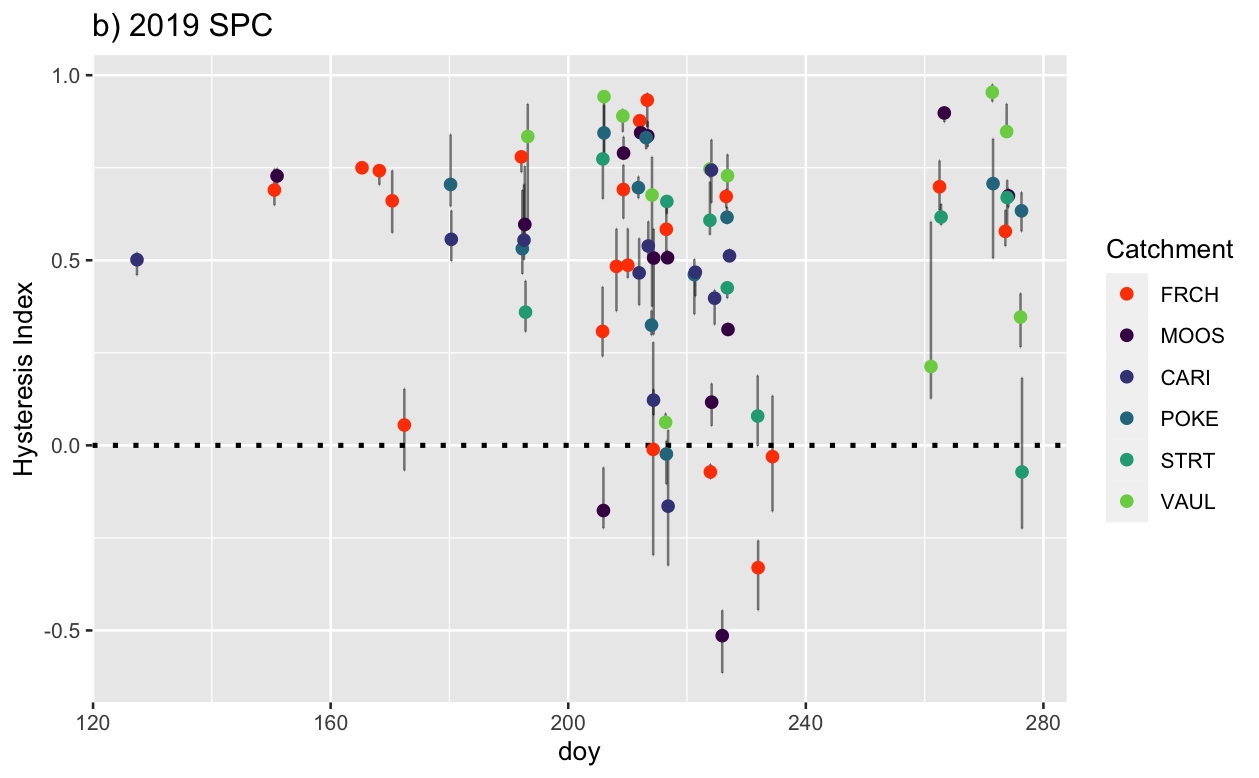 b) 2019 SPC
1.0
0.5
0.0
-0.5
Hysteresis Index
120
160
200
240
280
doy
Catchment
FRCH
MOOS
CARI
POKE
STRT
VAUL